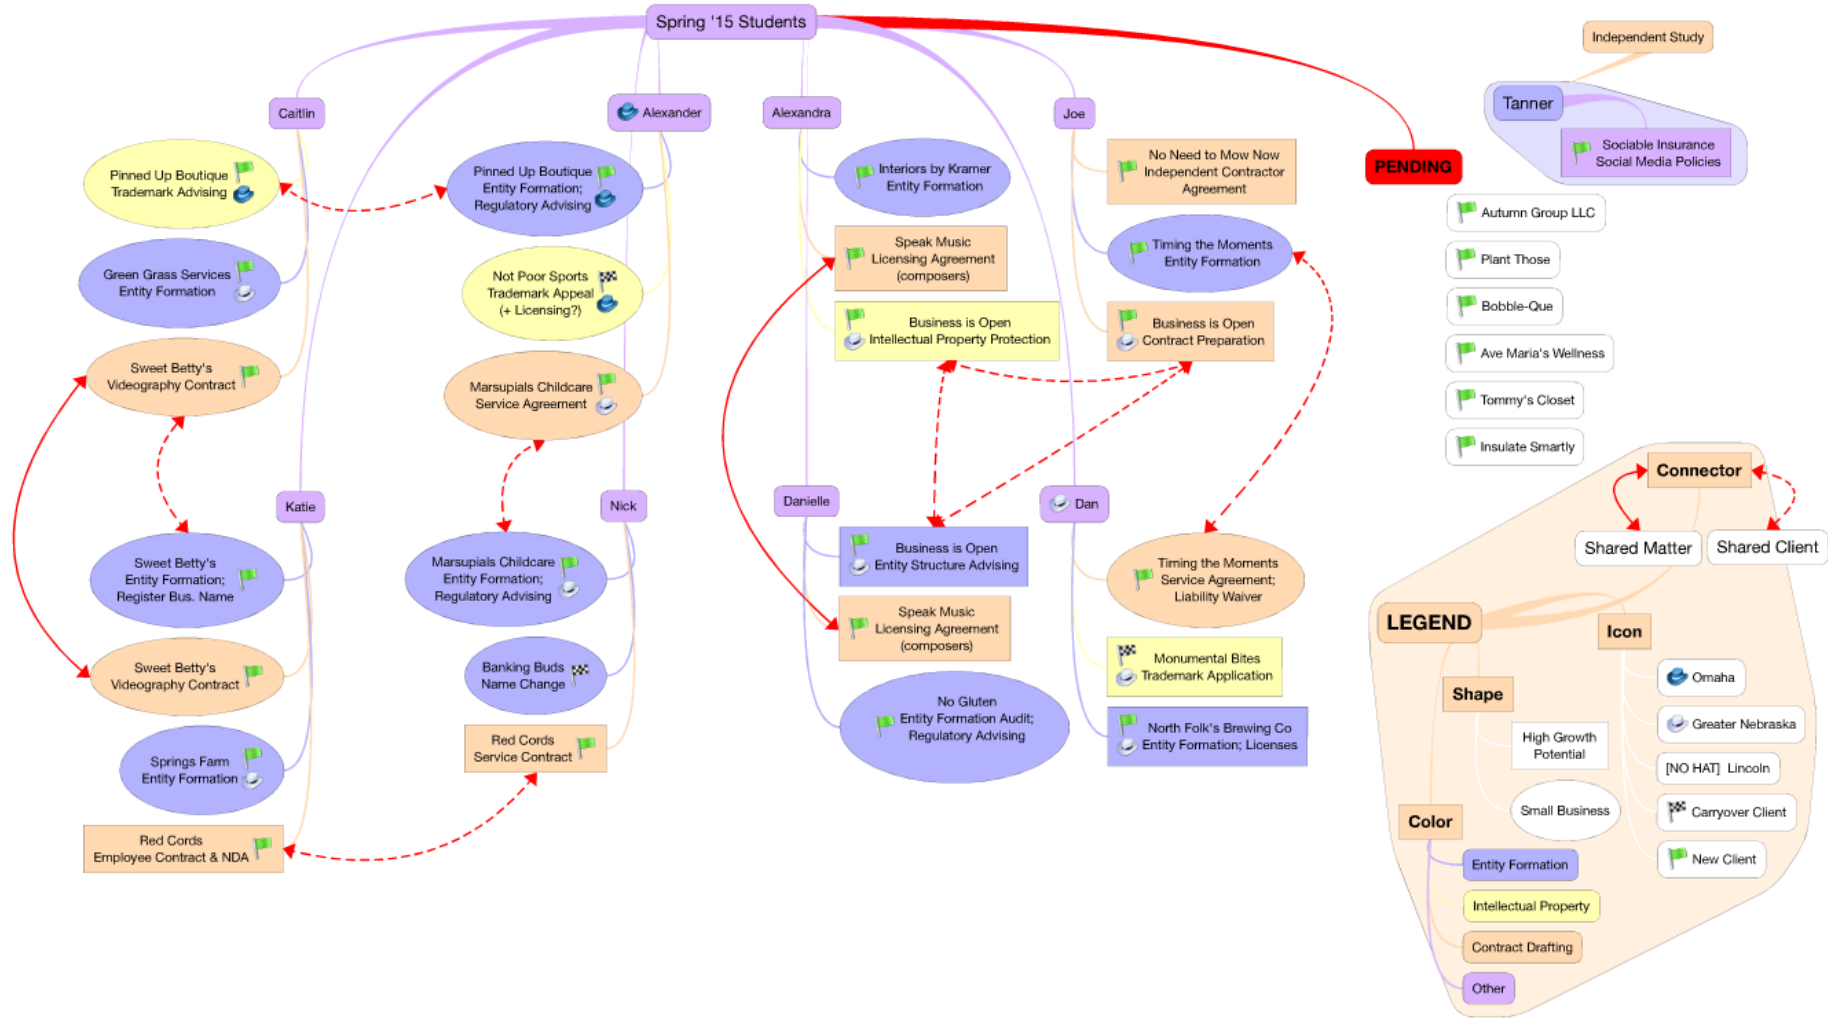 Spring '15 Students
Independent Study
Tanner
Sociable Insurance
Social Media Policies
Caitlin
Pinned Up Boutique
Trademark Advising
Green Grass Services
Entity Formation
Sweet Betty's
Videography Contract
Alexander
Pinned Up Boutique
Entity Formation;
Regulatory Advising
Not Poor Sports
Trademark Appeal
(+ Licensing?)
Marsupials Childcare
Service Agreement
Alexandra
Interiors by Kramer
Entity Formation
Speak Music
Licensing Agreement
(composers)
Business is Open
Intellectual Property Protection
Joe
No Need to Mow Now
Independent Contractor
Agreement
Timing the Moments
Entity Formation
Business is Open
Contract Preparation
PENDING
Autumn Group LLC
Plant Those
Bobble-Que
Ave Maria's Wellness
Tommy's Closet
Insulate Smartly
Katie
Sweet Betty's
Entity Formation;
Register Bus. Name
Sweet Betty's
Videography Contract
Springs Farm
Entity Formation
Red Cords
Employee Contract & NDA
Nick
Marsupials Childcare
Entity Formation;
Regulatory Advising
Banking Buds
Name Change
Red Cords
Service Contract
Danielle
Business is Open
Entity Structure Advising
Speak Music
Licensing Agreement
(composers)
No Gluten
Entity Formation Audit;
Regulatory Advising
Dan
Timing the Moments
Service Agreement;
Liability Waiver
Monumental Bites
Trademark Application
North Folk's Brewing Co
Entity Formation; Licenses
Connector
Shared Matter
Shared Client
LEGEND
Icon
Omaha
Greater Nebraska
[NO HAT] Lincoln
Carryover Client
New Client
Shape
High Growth
Potential
Small Business
Color
Entity Formation
Intellectual Property
Contract Drafting
Other